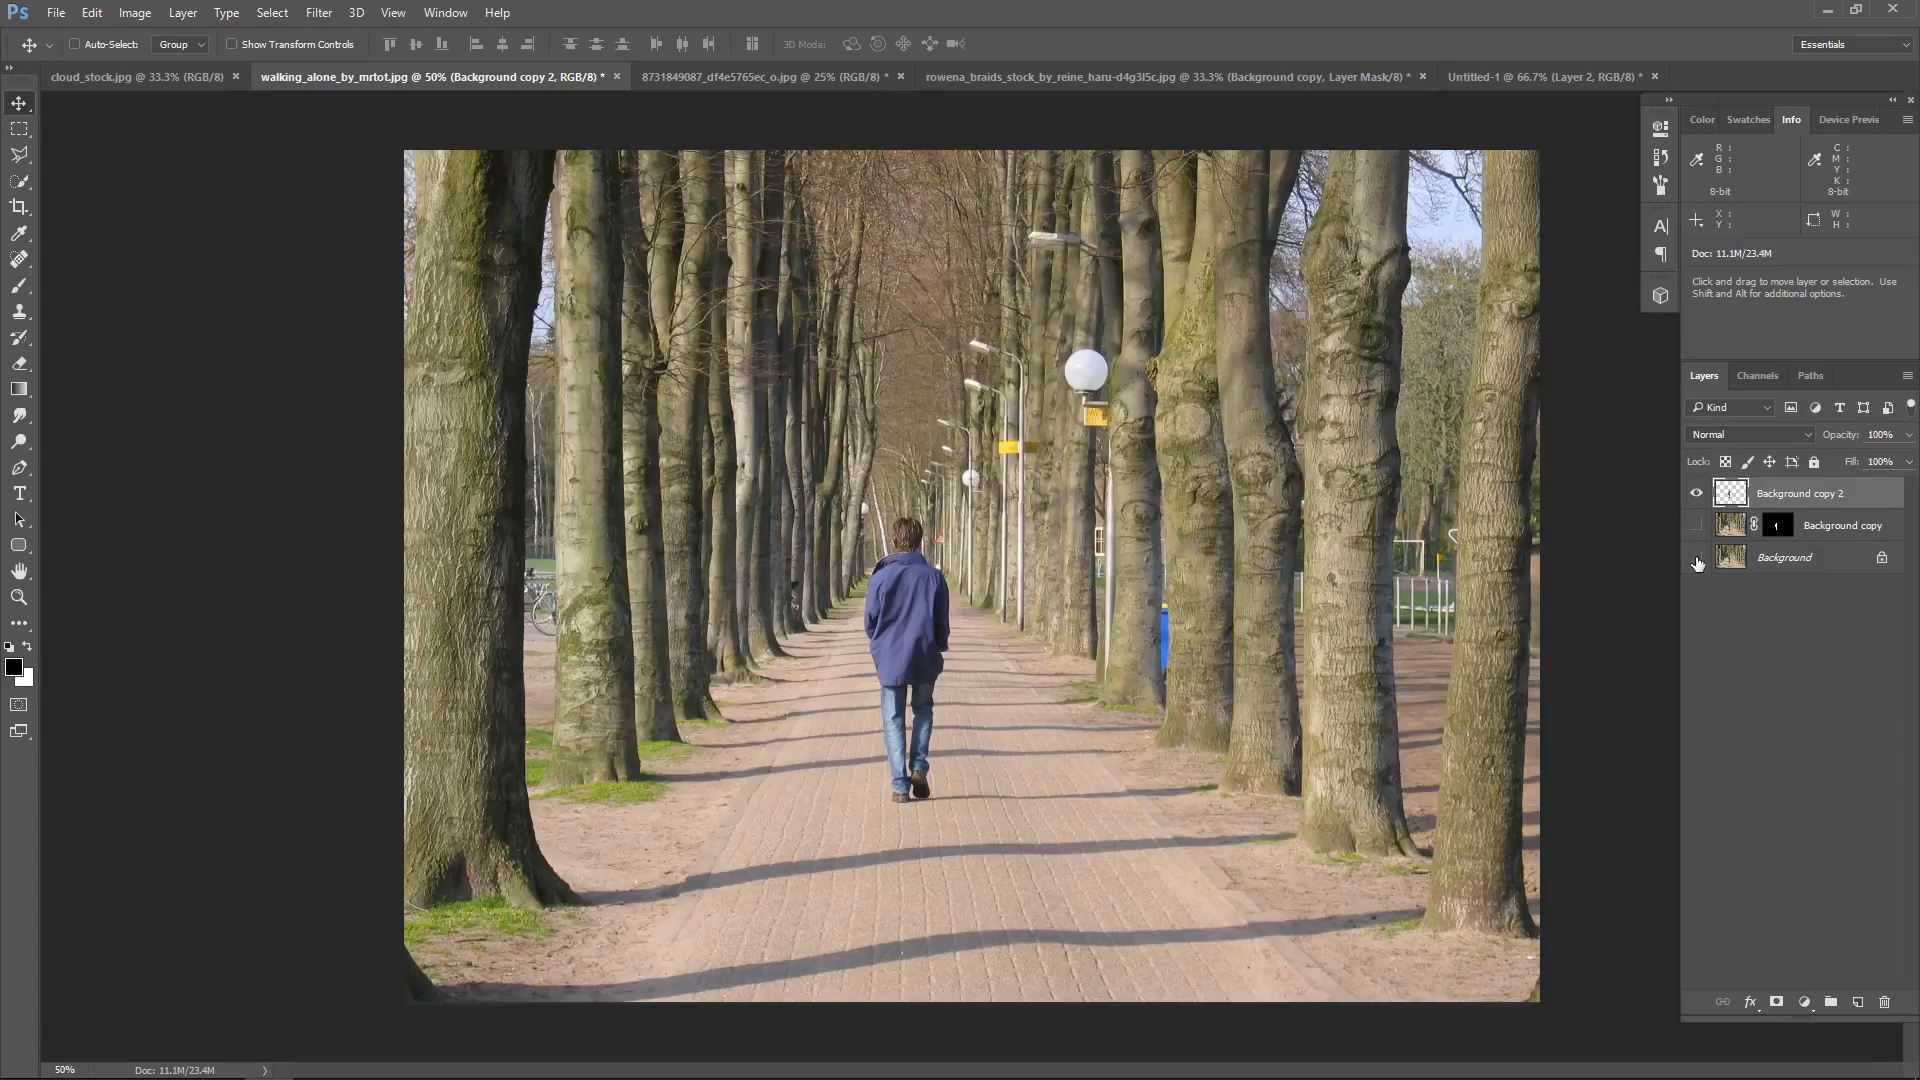 Ps File Edit Image Layer Type Select Filter 3D View Window Help
Auto-Select: Group Show Transform Controls 3D Mode: Essentials
cloud_stock.jpg @ 33.3% (RGB/8) × walking_alone_by_mrtot.jpg @ 50% (Background copy 2, RGB/8) * × 8731849087_df4e5765ec_o.jpg @ 25% (RGB/8) * × rowena_braids_stock_by_reine_haru-d4g3l5c.jpg @ 33.3% (Background copy, Layer Mask/8) * × Untitled-1 @ 66.7% (Layer 2, RGB/8) * ×
Color Swatches Info Device Previe
R : C :
G : M :
B : Y :
K :
8-bit 8-bit
X : W :
Y : H :
Doc: 11.1M/23.4M
Click and drag to move layer or selection. Use
Shift and Alt for additional options.
Layers Channels Paths
Kind
Normal Opacity: 100%
Lock: Fill: 100%
Background copy 2
Background copy
Background
fx
50% Doc: 11.1M/23.4M